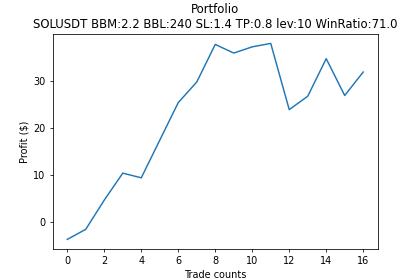 Portfolio
SOLUSDT BBM:2.2 BBL:240 SL:1.4 TP:0.8 lev:10 WinRatio:71.0
30
20
10
0
Profit ($)
0 2 4 6 8 10 12 14 16
Trade counts